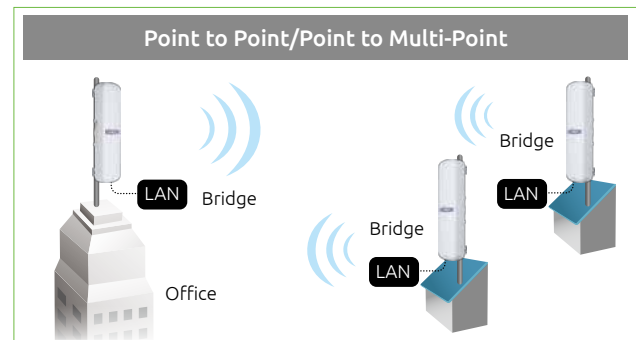 Point to Point/Point to Multi-Point
Bridge
LAN
Bridge
LAN
Bridge
LAN
Office